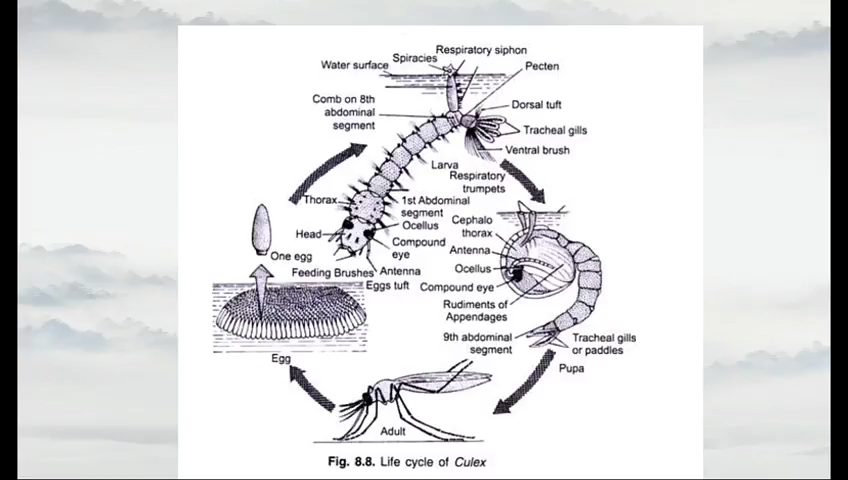 Respiratory siphon
Spiracies
Water surface
Pecten
Comb on 8th
abdominal
segment
Dorsal tuft
Tracheal gills
Ventral brush
Larva
Respiratory
trumpets
Thorax
1st Abdominal
segment
Ocellus
Head
Compound
eye
Cephalo
thorax
Antenna
Ocellus
Compound eye
Rudiments of
Appendages
One egg
Feeding Brushes
Antenna
Eggs tuft
9th abdominal
segment
Tracheal gills
or paddles
Pupa
Egg
Adult
Fig. 8.8. Life cycle of Culex